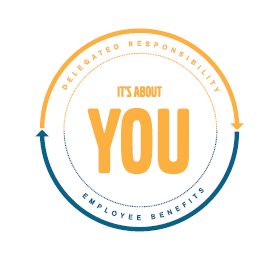 DELEGATED RESPONSIBILITY
IT'S ABOUT
YOU
EMPLOYEE BENEFITS